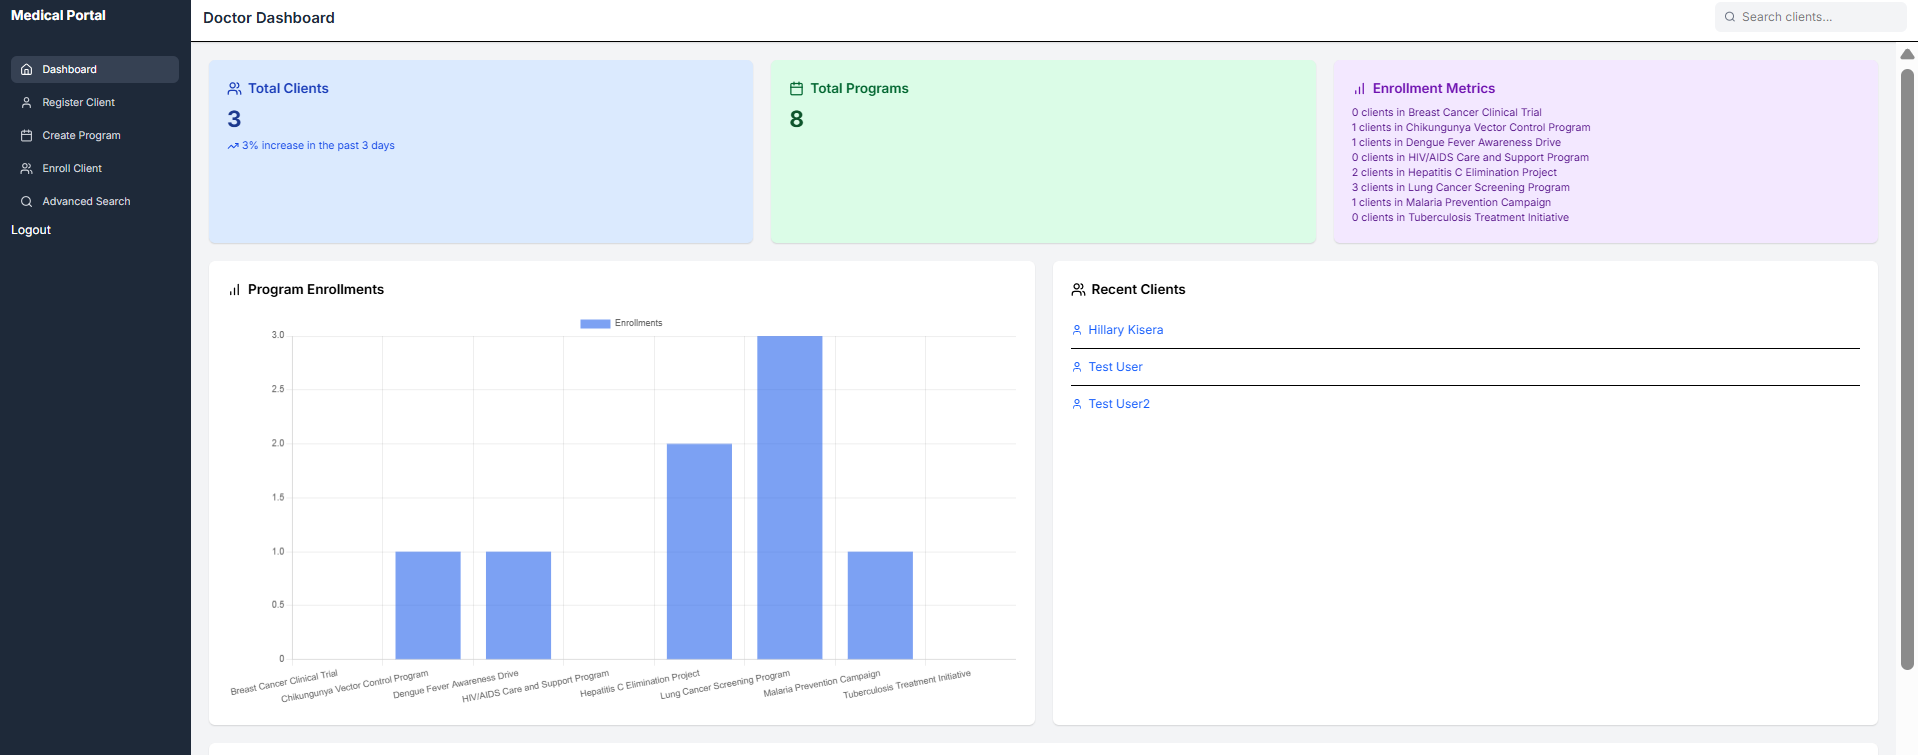 Medical Portal
Dashboard
Register Client
Create Program
Enroll Client
Advanced Search
Logout
Doctor Dashboard
Search clients...
Total Clients
3
3% increase in the past 3 days
Total Programs
8
Enrollment Metrics
0 clients in Breast Cancer Clinical Trial
1 clients in Chikungunya Vector Control Program
1 clients in Dengue Fever Awareness Drive
0 clients in HIV/AIDS Care and Support Program
2 clients in Hepatitis C Elimination Project
3 clients in Lung Cancer Screening Program
1 clients in Malaria Prevention Campaign
0 clients in Tuberculosis Treatment Initiative
Program Enrollments
Enrollments
3.0
2.5
2.0
1.5
1.0
0.5
0
Breast Cancer Clinical Trial
Chikungunya Vector Control Program
Dengue Fever Awareness Drive
HIV/AIDS Care and Support Program
Hepatitis C Elimination Project
Lung Cancer Screening Program
Malaria Prevention Campaign
Tuberculosis Treatment Initiative
Recent Clients
Hillary Kisera
Test User
Test User2